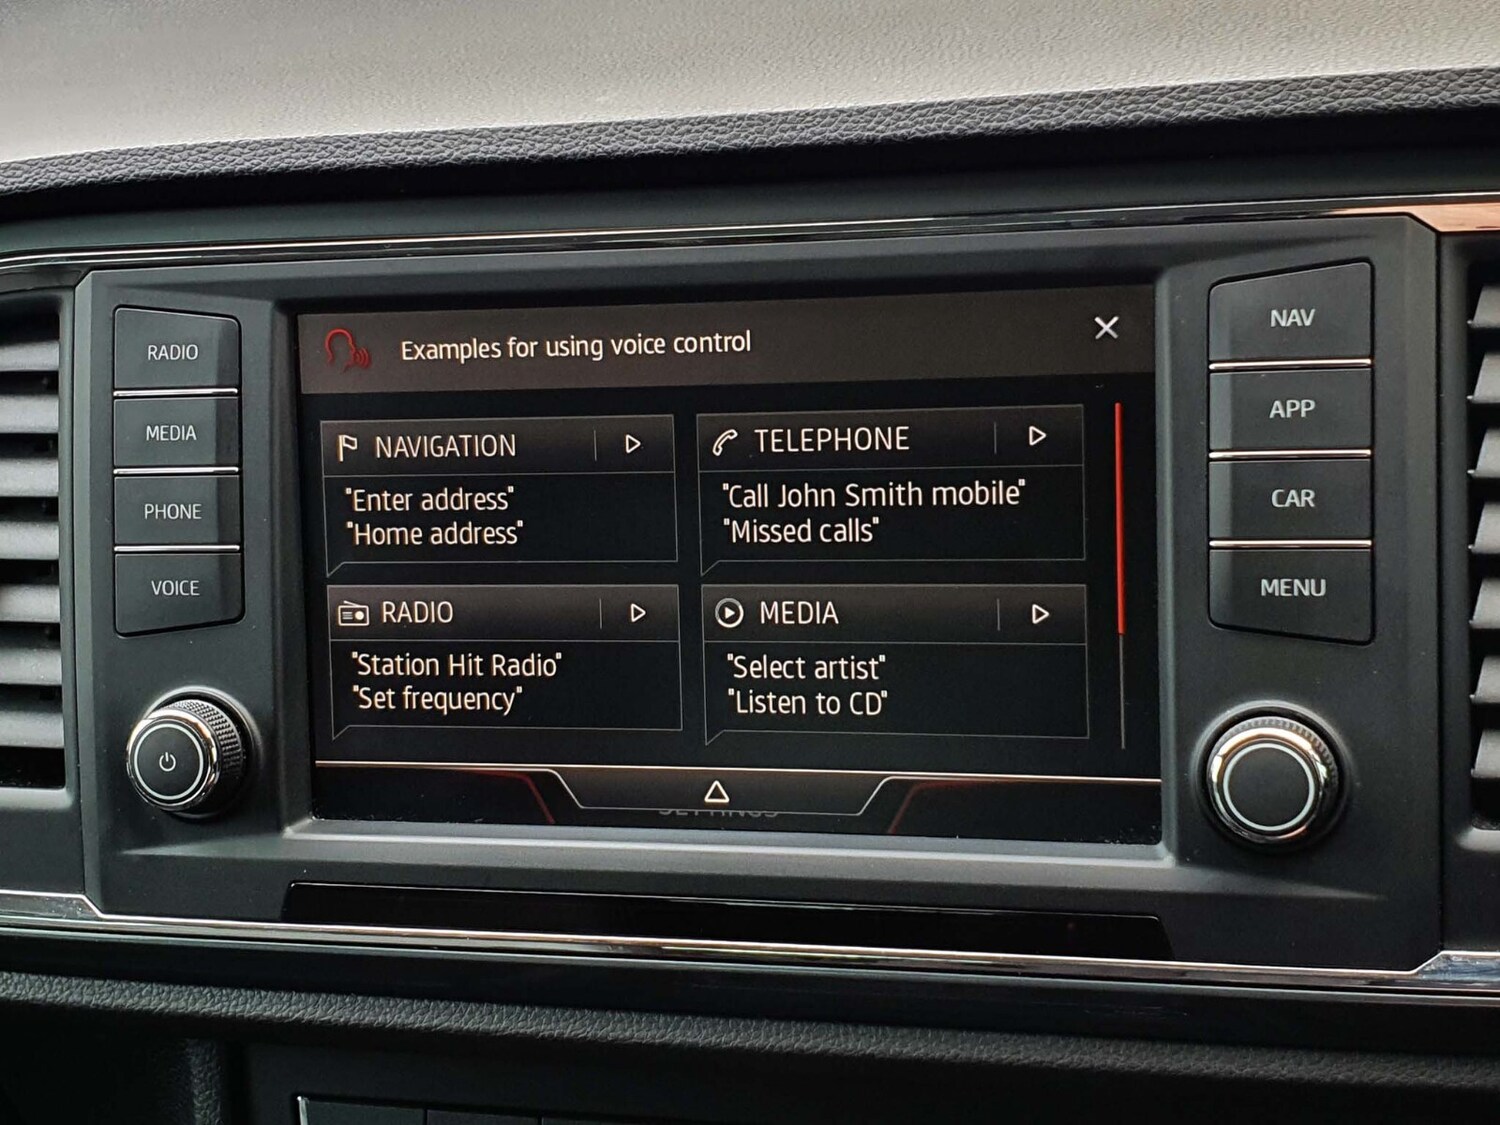 Examples for using voice control
NAVIGATION
"Enter address"
"Home address"
TELEPHONE
"Call John Smith mobile"
"Missed calls"
RADIO
"Station Hit Radio"
"Set frequency"
MEDIA
"Select artist"
"Listen to CD"
SETTINGS
RADIO
MEDIA
PHONE
VOICE
NAV
APP
CAR
MENU